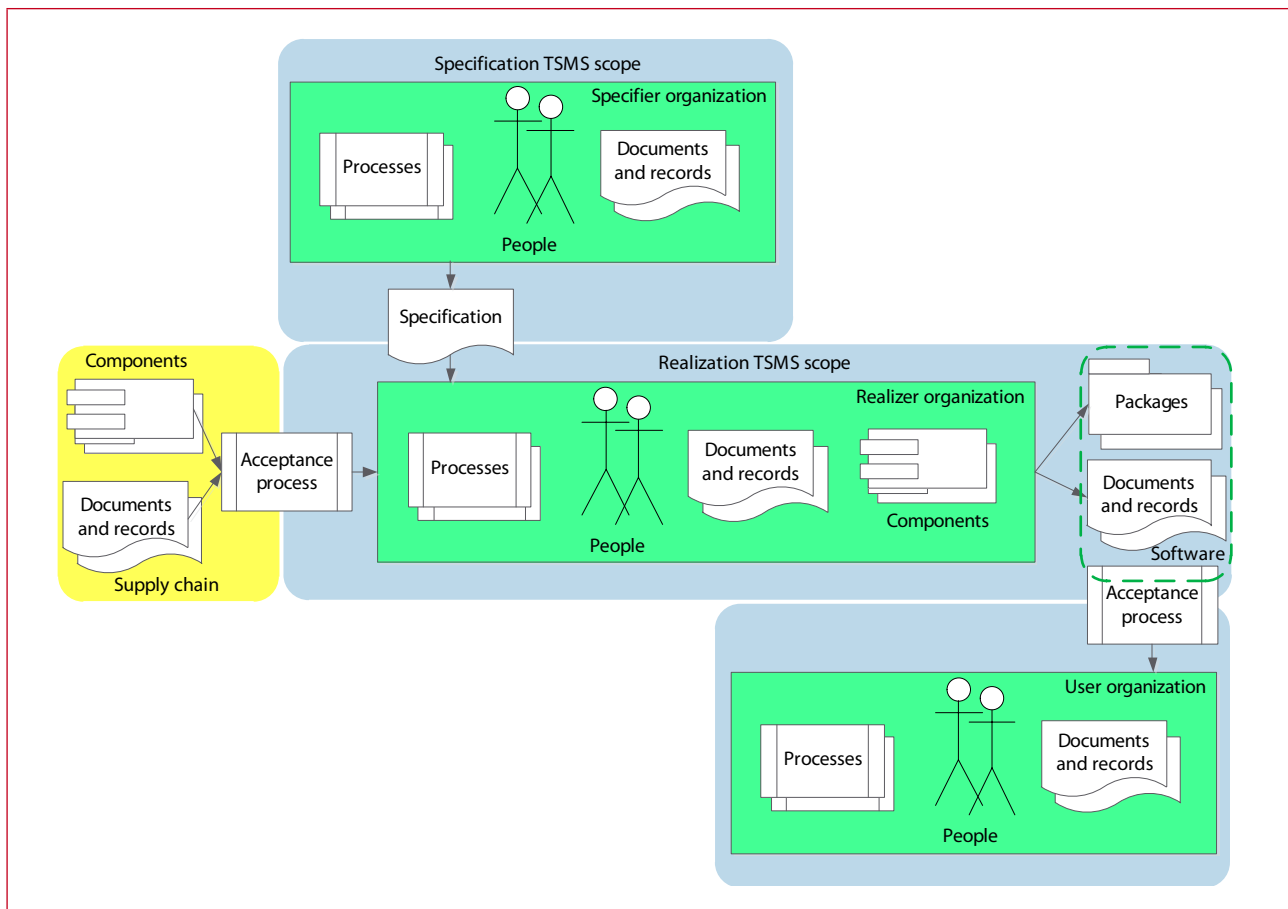 Specification TSMS scope
Specifier organization
Processes
Documents
and records
People
Specification
Components
Documents
and records
Supply chain
Acceptance
process
Realization TSMS scope
Realizer organization
Processes
People
Documents
and records
Components
Packages
Documents
and records
Software
Acceptance
process
User organization
Processes
People
Documents
and records